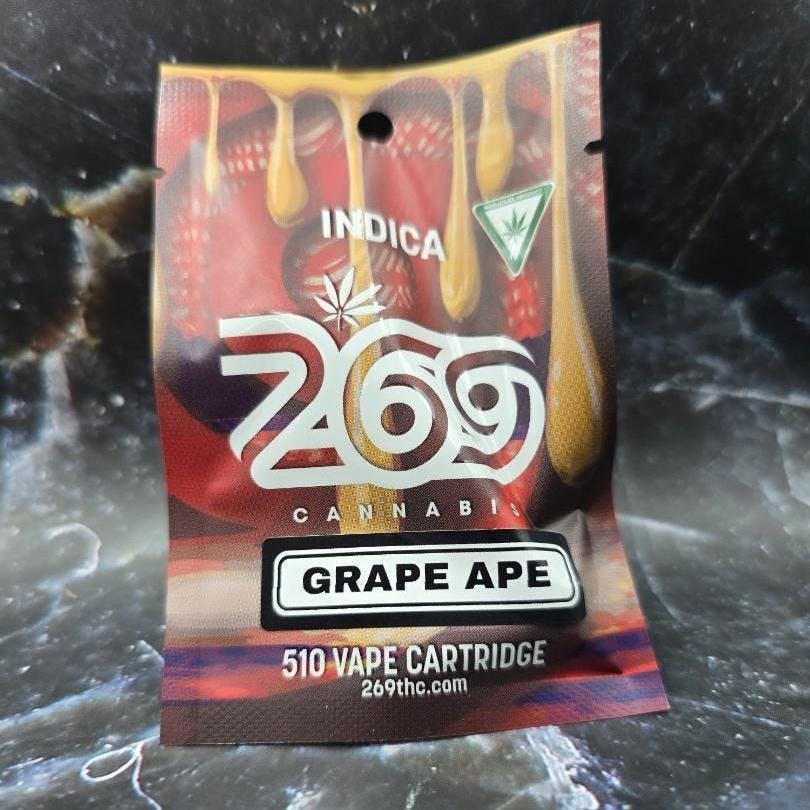 INDICA
269
CANNABIS
GRAPE APE
510 VAPE CARTRIDGE
269thc.com